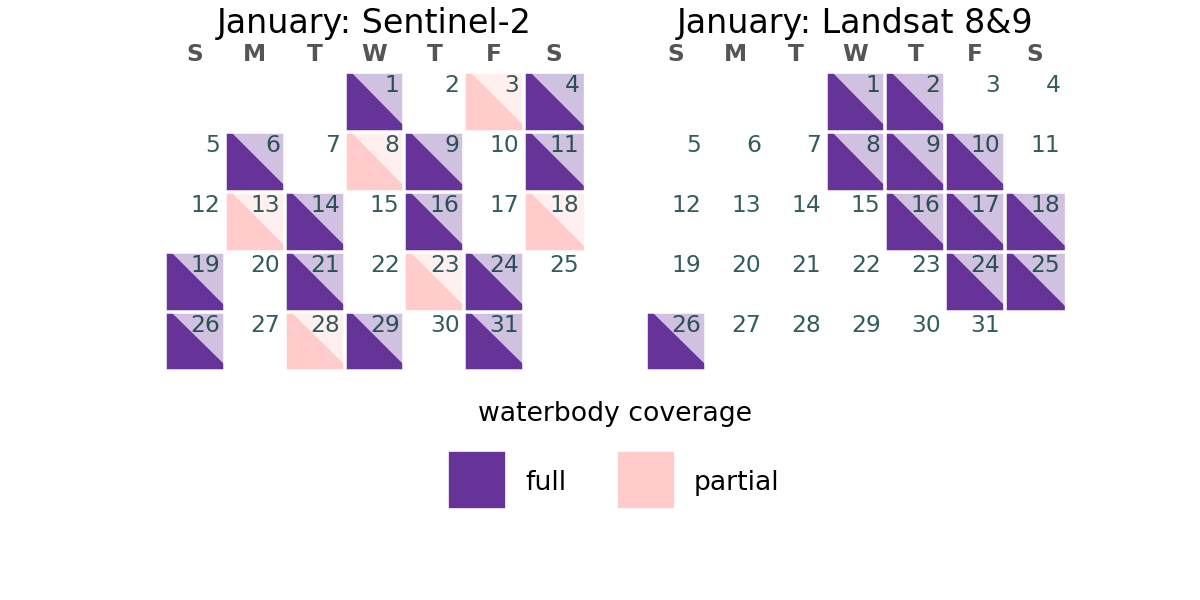 January: Sentinel-2
S M T W T F S
1 2 3 4
5 6 7 8 9 10 11
12 13 14 15 16 17 18
19 20 21 22 23 24 25
26 27 28 29 30 31
January: Landsat 8&9
S M T W T F S
1 2 3 4
5 6 7 8 9 10 11
12 13 14 15 16 17 18
19 20 21 22 23 24 25
26 27 28 29 30 31
waterbody coverage
full partial